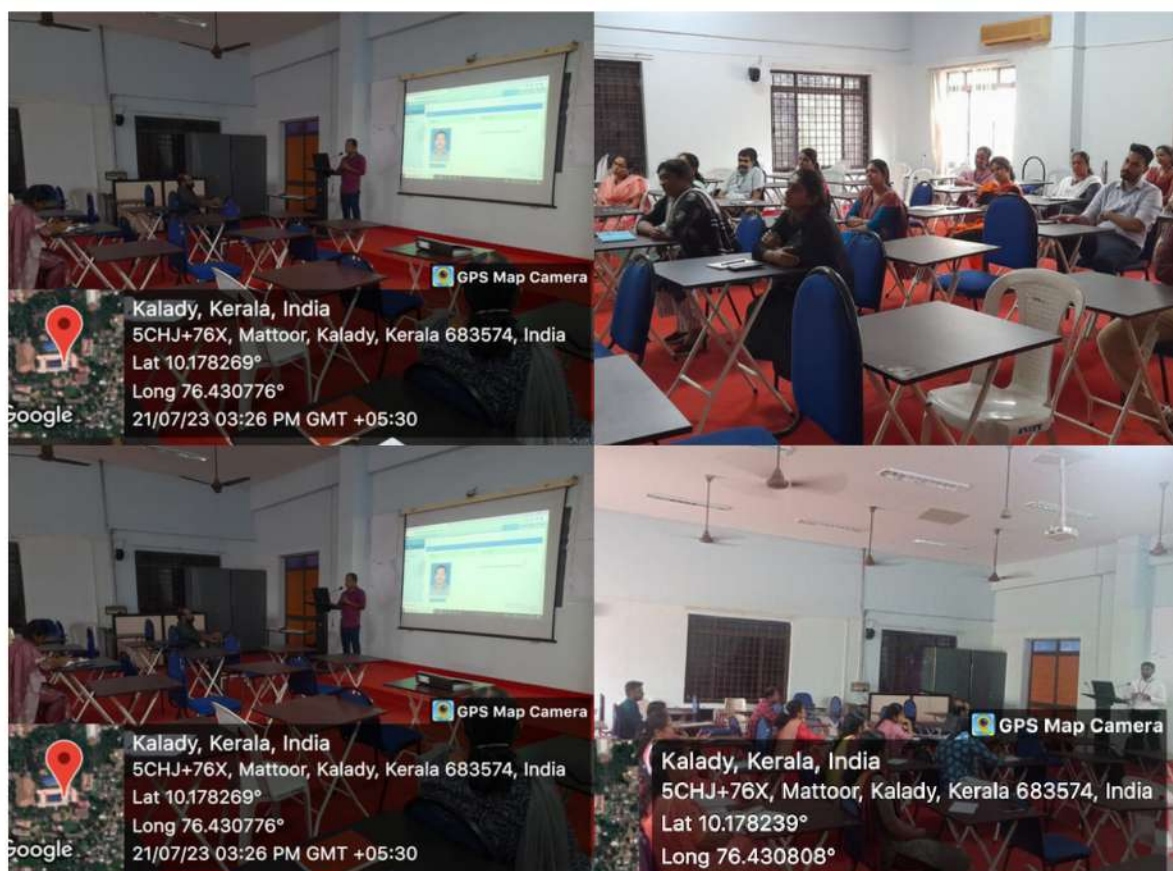 GPS Map Camera
Kalady, Kerala, India
5CHJ+76X, Mattoor, Kalady, Kerala 683574, India
Lat 10.178269°
Long 76.430776°
21/07/23 03:26 PM GMT +05:30
Google
GPS Map Camera
Kalady, Kerala, India
5CHJ+76X, Mattoor, Kalady, Kerala 683574, India
Lat 10.178269°
Long 76.430776°
21/07/23 03:26 PM GMT +05:30
Google
GPS Map Camera
Kalady, Kerala, India
5CHJ+76X, Mattoor, Kalady, Kerala 683574, India
Lat 10.178239°
Long 76.430808°
Google